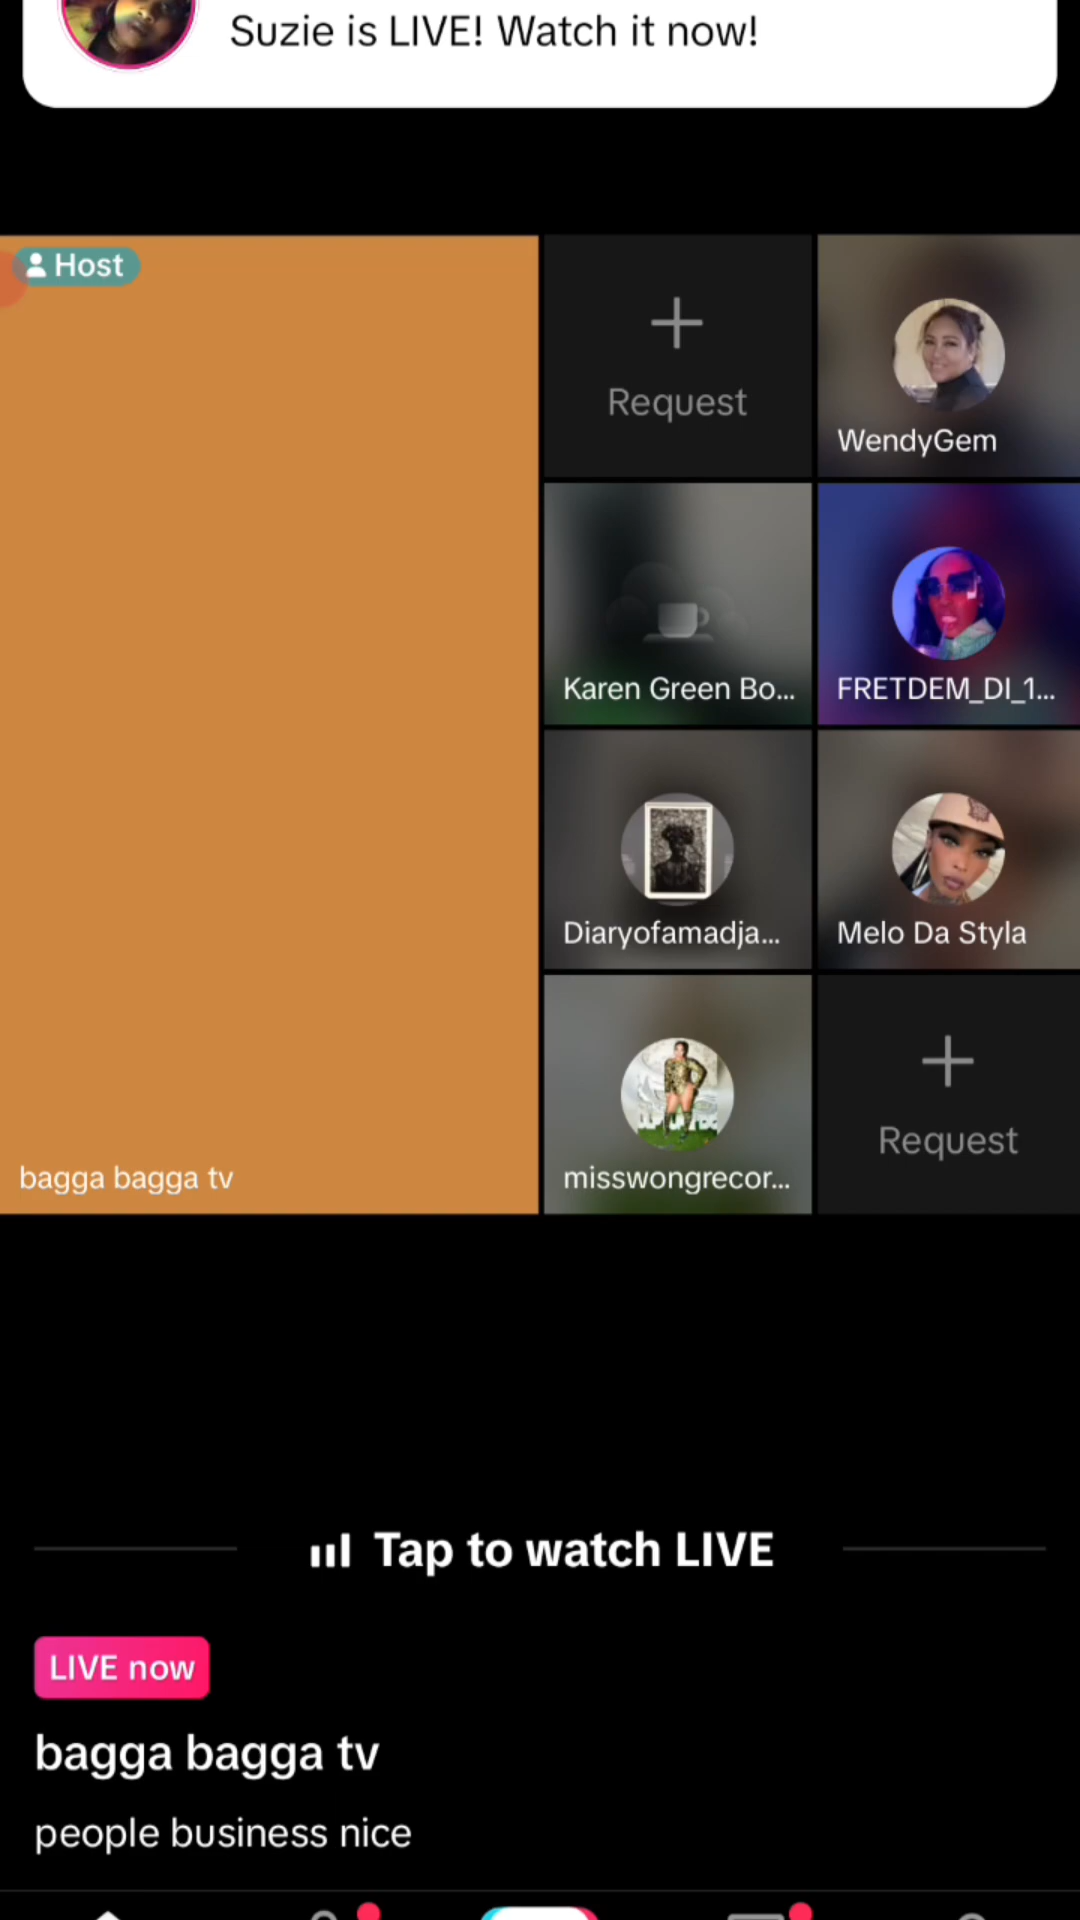 Suzie is LIVE! Watch it now!
Host
Request
WendyGem
Karen Green Bo...
FRETDEM_DI_1...
Diaryofamadja...
Melo Da Styla
misswongrecor...
Request
bagga bagga tv
Tap to watch LIVE
LIVE now
bagga bagga tv
people business nice